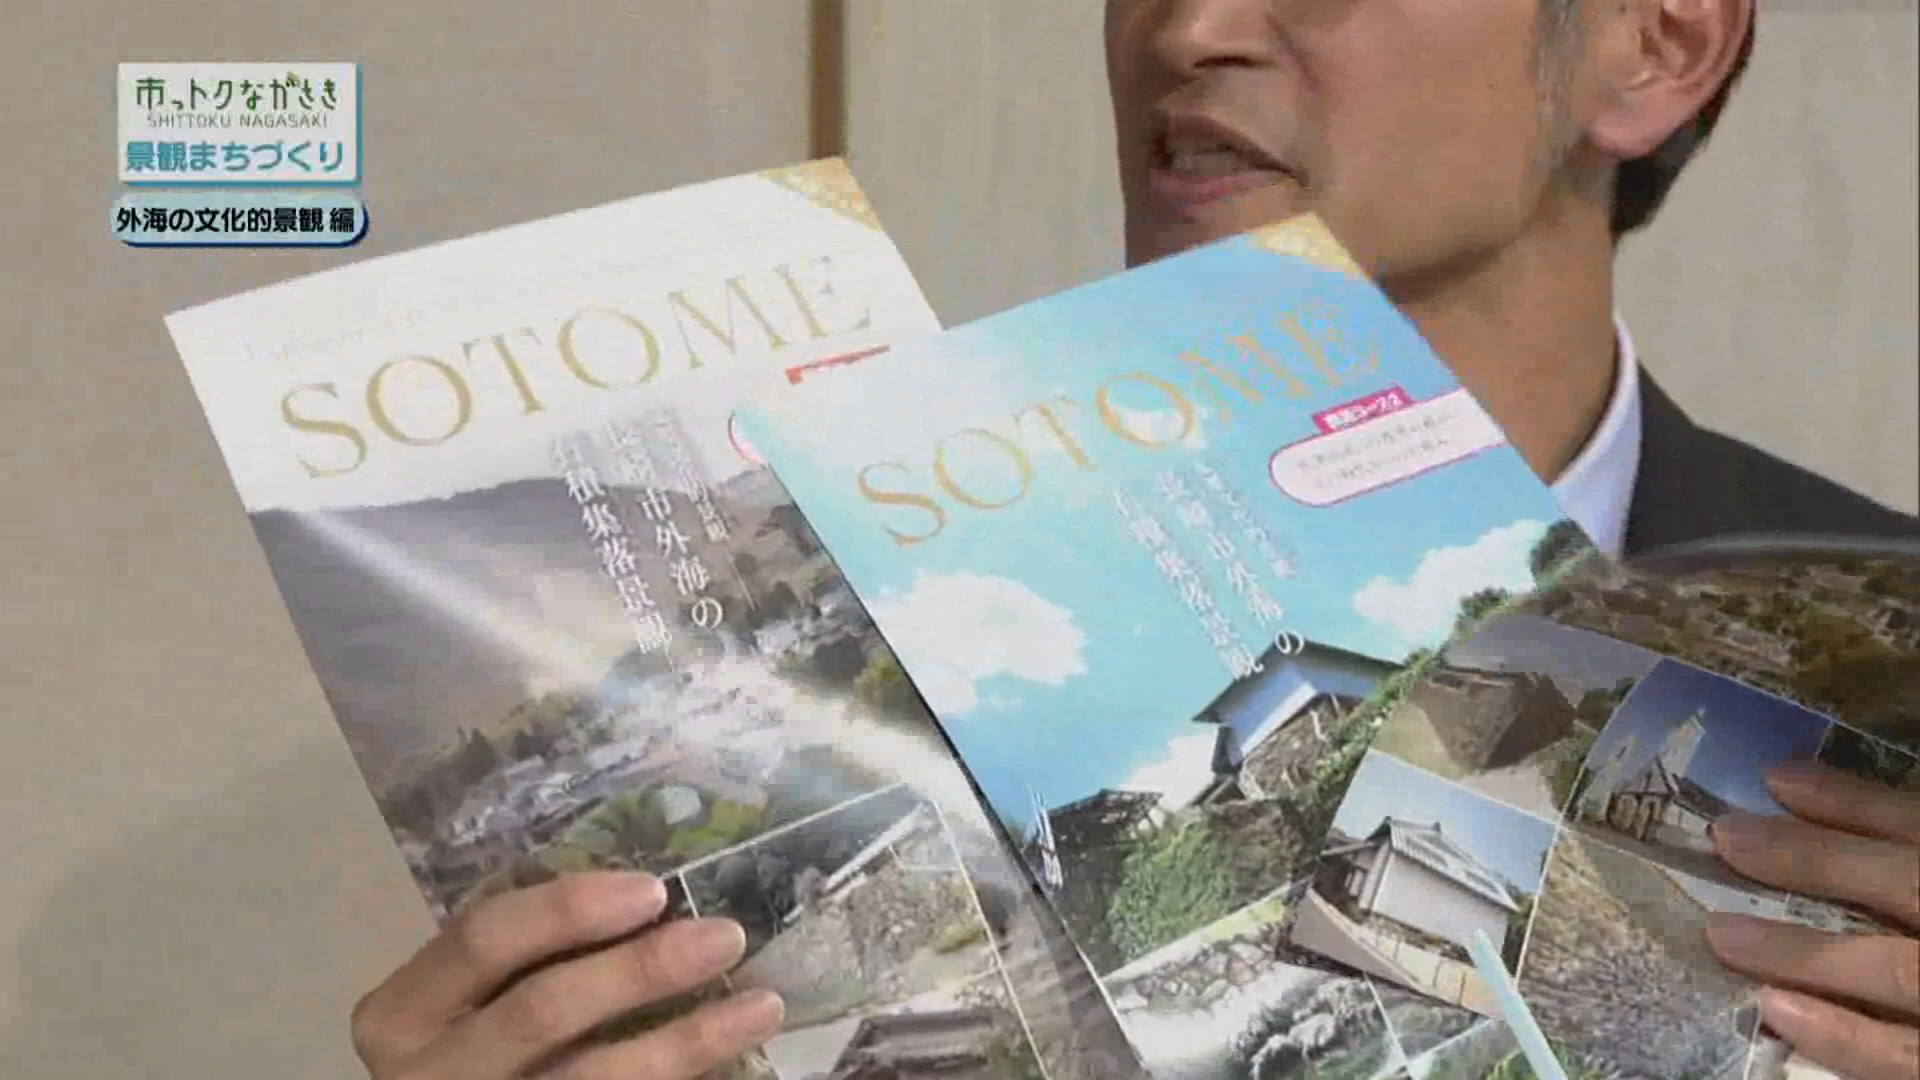 市っトクながさき
SHITTOKU NAGASAKI
景観まちづくり
外海の文化的景観 編
SOTOME
長崎市外海の
石積集落景観
SOTOME
長崎市外海の
石積集落景観